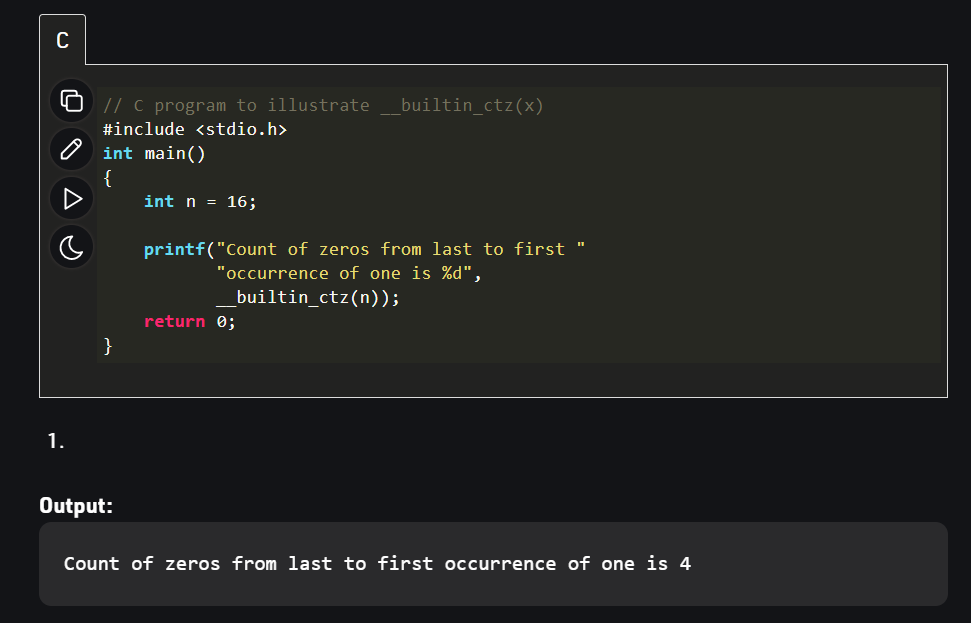 C
// C program to illustrate __builtin_ctz(x)
#include <stdio.h>
int main()
{
    int n = 16;
    printf("Count of zeros from last to first "
           "occurrence of one is %d",
           __builtin_ctz(n));
    return 0;
}
1.
Output:
Count of zeros from last to first occurrence of one is 4